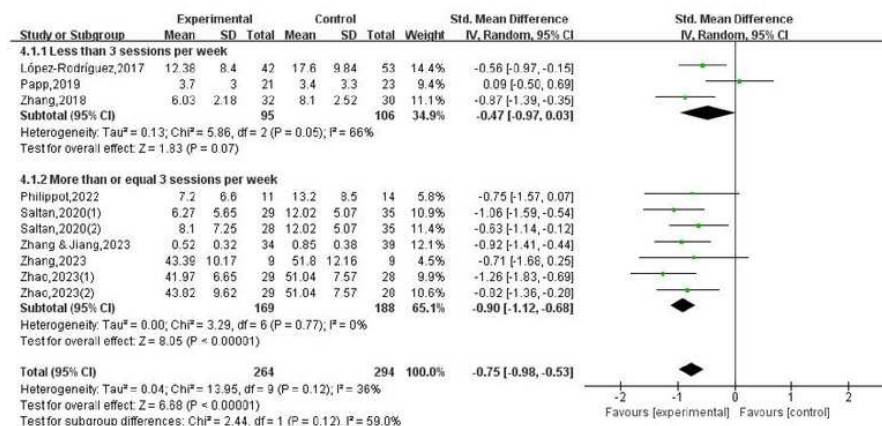 Experimental Control Std. Mean Difference Std. Mean Difference
Study or Subgroup Mean SD Total Mean SD Total Weight IV, Random, 95% CI IV, Random, 95% CI
4.1.1 Less than 3 sessions per week
López-Rodríguez,2017 12.38 8.4 42 17.6 9.84 53 14.4% -0.56 [-0.97, -0.15]
Papp,2019 3.7 3 21 3.4 3.3 23 9.4% 0.09 [-0.50, 0.69]
Zhang,2018 6.03 2.18 32 8.1 2.52 30 11.1% -0.87 [-1.39, -0.35]
Subtotal (95% CI) 95 106 34.9% -0.47 [-0.97, 0.03]
Heterogeneity: Tau² = 0.13; Chi² = 5.86, df = 2 (P = 0.05); I² = 66%
Test for overall effect: Z = 1.83 (P = 0.07)
4.1.2 More than or equal 3 sessions per week
Philippot,2022 7.2 6.6 11 13.2 8.5 14 5.8% -0.75 [-1.57, 0.07]
Saltan,2020(1) 6.27 5.65 29 12.02 5.07 35 10.9% -1.06 [-1.59, -0.54]
Saltan,2020(2) 8.1 7.25 28 12.02 5.07 35 11.4% -0.63 [-1.14, -0.12]
Zhang & Jiang,2023 0.52 0.32 34 0.85 0.38 39 12.1% -0.92 [-1.41, -0.44]
Zhang,2023 43.39 10.17 9 51.8 12.16 9 4.5% -0.71 [-1.68, 0.25]
Zhao,2023(1) 41.97 6.65 29 51.04 7.57 28 9.9% -1.26 [-1.83, -0.69]
Zhao,2023(2) 43.82 9.62 29 51.04 7.57 28 10.6% -0.82 [-1.36, -0.28]
Subtotal (95% CI) 169 188 65.1% -0.90 [-1.12, -0.68]
Heterogeneity: Tau² = 0.00; Chi² = 3.29, df = 6 (P = 0.77); I² = 0%
Test for overall effect: Z = 8.05 (P < 0.00001)
Total (95% CI) 264 294 100.0% -0.75 [-0.98, -0.53]
Heterogeneity: Tau² = 0.04; Chi² = 13.95, df = 9 (P = 0.12); I² = 36%
Test for overall effect: Z = 6.68 (P < 0.00001)
Test for subgroup differences: Chi² = 2.44, df = 1 (P = 0.12), I² = 59.0%
-2 -1 0 1 2
Favours [experimental] Favours [control]